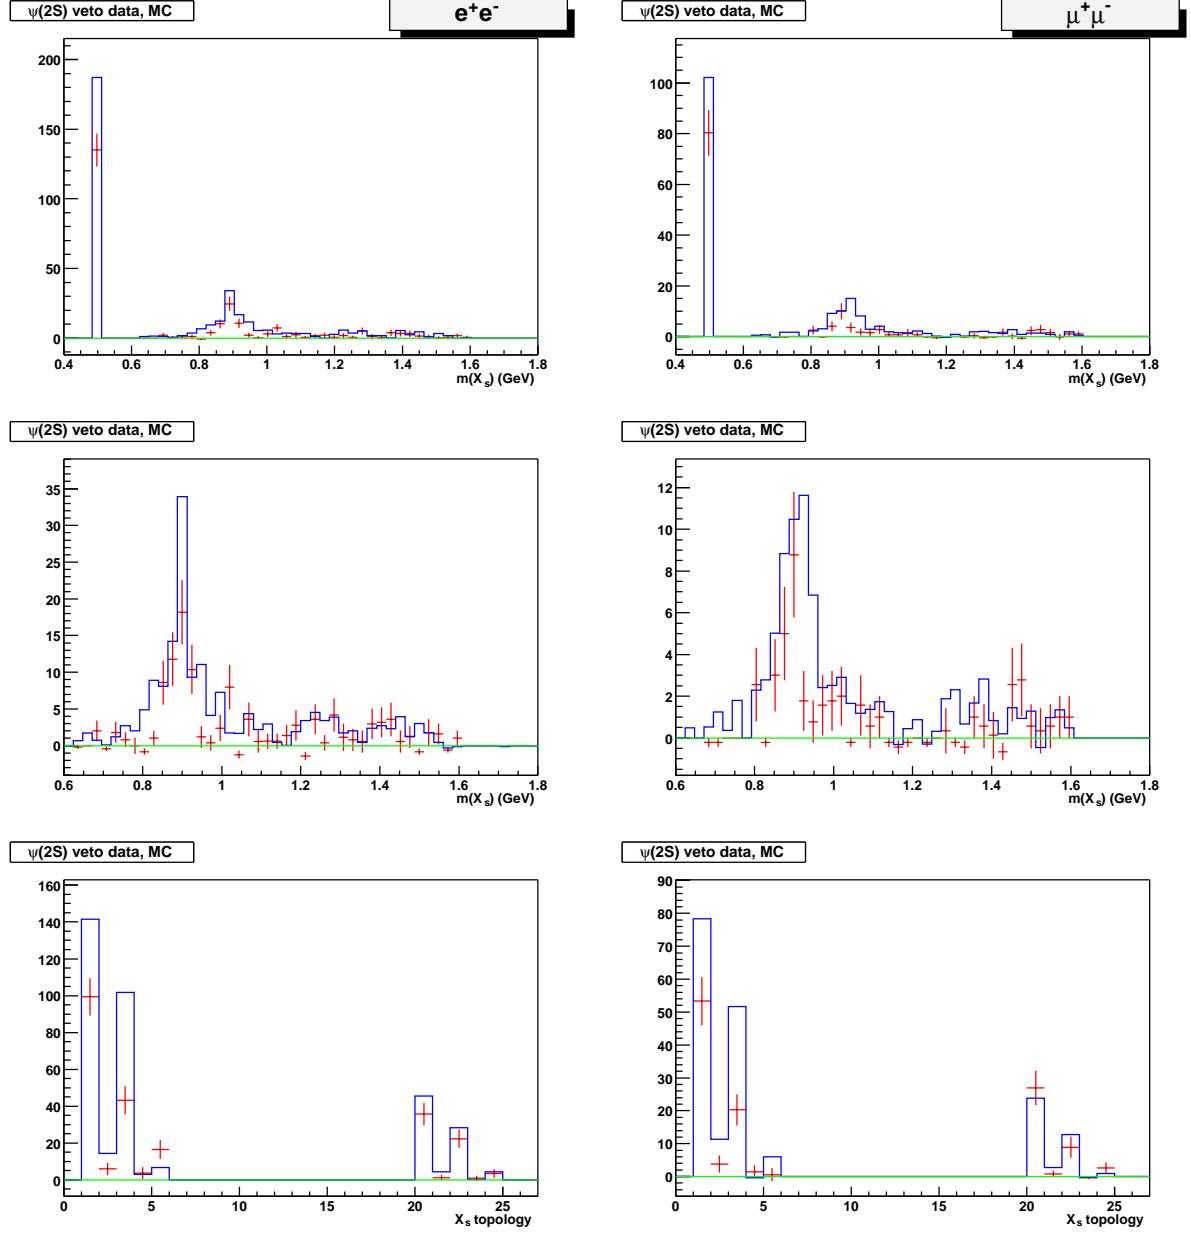 ψ(2S) veto data, MC
e⁺e⁻
200
150
100
50
0
0.4 0.6 0.8 1 1.2 1.4 1.6 1.8
m(Xₛ) (GeV)
ψ(2S) veto data, MC
μ⁺μ⁻
100
80
60
40
20
0
0.4 0.6 0.8 1 1.2 1.4 1.6 1.8
m(Xₛ) (GeV)
ψ(2S) veto data, MC
35
30
25
20
15
10
5
0
0.6 0.8 1 1.2 1.4 1.6 1.8
m(Xₛ) (GeV)
ψ(2S) veto data, MC
12
10
8
6
4
2
0
0.6 0.8 1 1.2 1.4 1.6 1.8
m(Xₛ) (GeV)
ψ(2S) veto data, MC
160
140
120
100
80
60
40
20
0
0 5 10 15 20 25
Xₛ topology
ψ(2S) veto data, MC
90
80
70
60
50
40
30
20
10
0
0 5 10 15 20 25
Xₛ topology